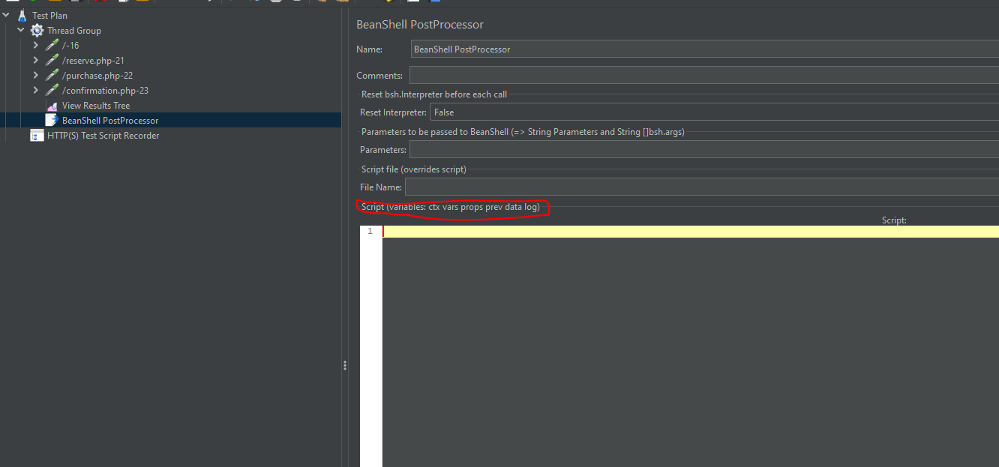 Test Plan
Thread Group
/-16
/reserve.php-21
/purchase.php-22
/confirmation.php-23
View Results Tree
BeanShell PostProcessor
HTTP(S) Test Script Recorder
BeanShell PostProcessor
Name: BeanShell PostProcessor
Comments:
Reset bsh.Interpreter before each call
Reset Interpreter: False
Parameters to be passed to BeanShell (=> String Parameters and String []bsh.args)
Parameters:
Script file (overrides script)
File Name:
Script (variables: ctx vars props prev data log)
Script:
1